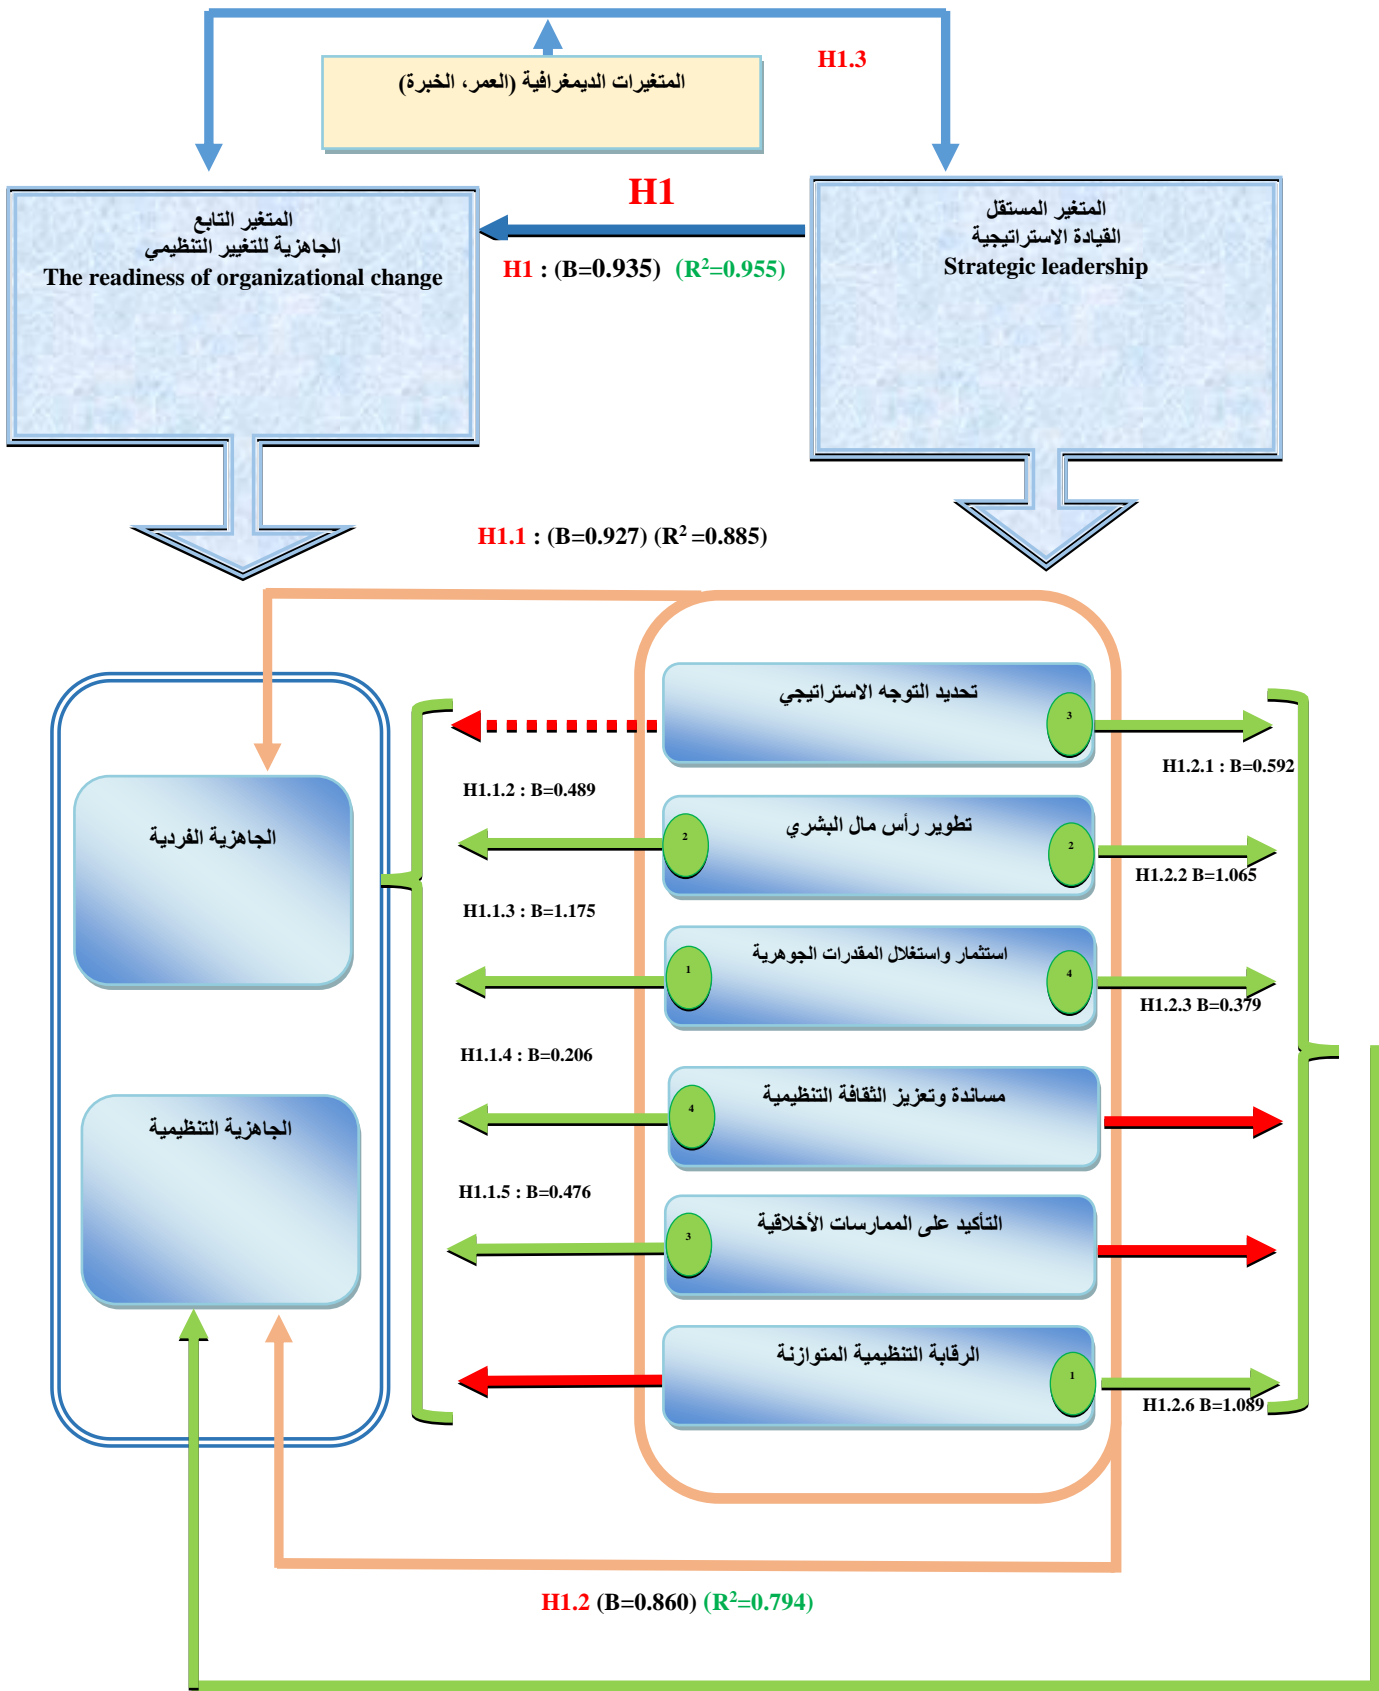 H1.3
المتغيرات الديمغرافية (العمر، الخبرة)
H1
المتغير المستقل
القيادة الاستراتيجية
Strategic leadership
المتغير التابع
الجاهزية للتغيير التنظيمي
The readiness of organizational change
H1 : (B=0.935) (R²=0.955)
H1.1 : (B=0.927) (R² =0.885)
تحديد التوجه الاستراتيجي
3
H1.2.1 : B=0.592
H1.1.2 : B=0.489
تطوير رأس مال البشري
2
2
H1.2.2 B=1.065
الجاهزية الفردية
H1.1.3 : B=1.175
استثمار واستغلال المقدرات الجوهرية
1
4
H1.2.3 B=0.379
H1.1.4 : B=0.206
مساندة وتعزيز الثقافة التنظيمية
4
الجاهزية التنظيمية
H1.1.5 : B=0.476
التأكيد على الممارسات الأخلاقية
3
الرقابة التنظيمية المتوازنة
1
H1.2.6 B=1.089
H1.2 (B=0.860) (R²=0.794)